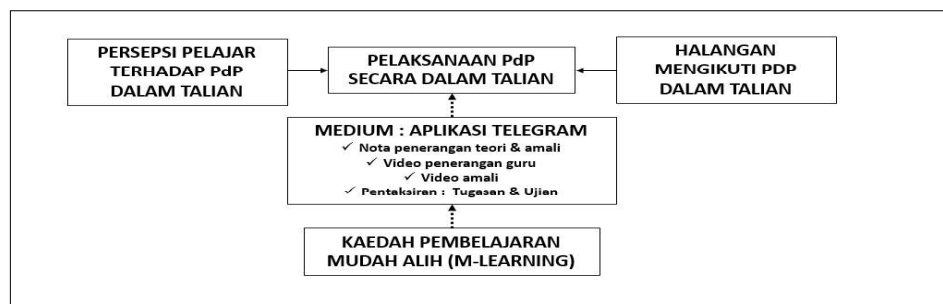 PERSEPSI PELAJAR
TERHADAP PdP
DALAM TALIAN
PELAKSANAAN PdP
SECARA DALAM TALIAN
HALANGAN
MENGIKUTI PDP
DALAM TALIAN
MEDIUM : APLIKASI TELEGRAM
✓ Nota penerangan teori & amali
✓ Video penerangan guru
✓ Video amali
✓ Pentaksiran : Tugasan & Ujian
KAEDAH PEMBELAJARAN
MUDAH ALIH (M-LEARNING)